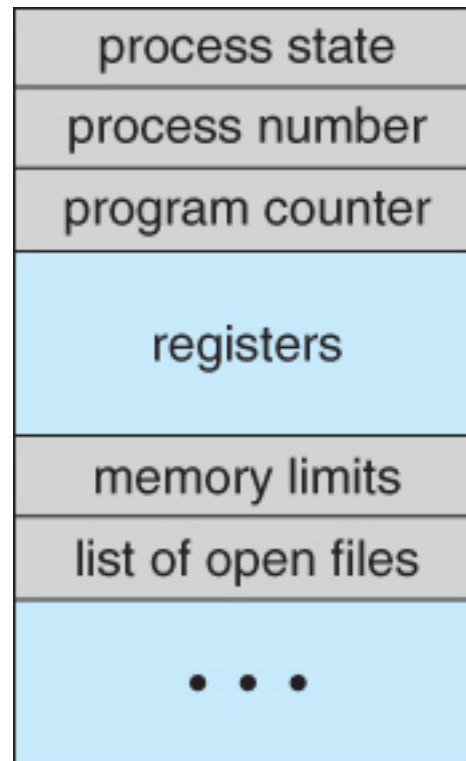 process state
process number
program counter
registers
memory limits
list of open files
• • •